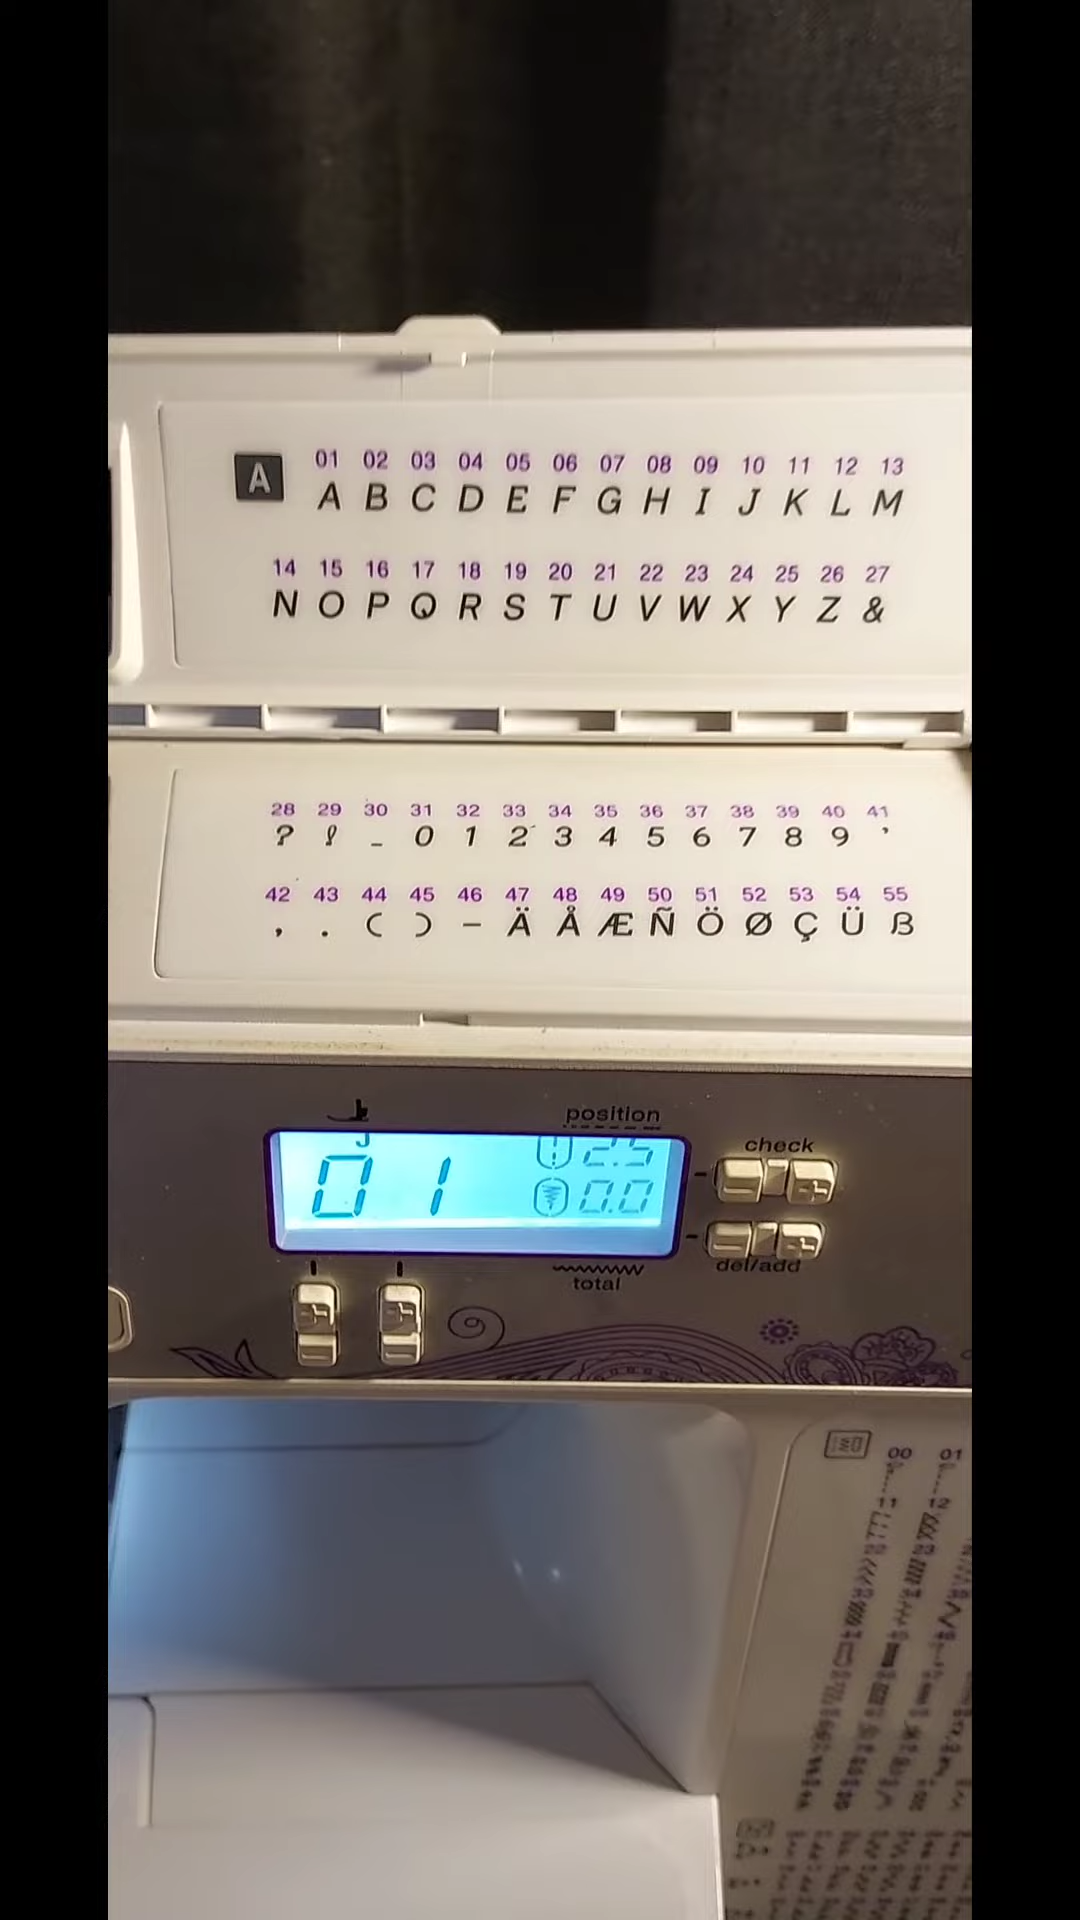 A
01 02 03 04 05 06 07 08 09 10 11 12 13
A B C D E F G H I J K L M
14 15 16 17 18 19 20 21 22 23 24 25 26 27
N O P Q R S T U V W X Y Z &
28 29 30 31 32 33 34 35 36 37 38 39 40 41
? ! _ 0 1 2 3 4 5 6 7 8 9 '
42 43 44 45 46 47 48 49 50 51 52 53 54 55
, . ( ) - Ä Å Æ Ñ Ö Ø Ç Ü ß
position
J
2.5
01
0.0
check
del/add
total
00 01
11 12